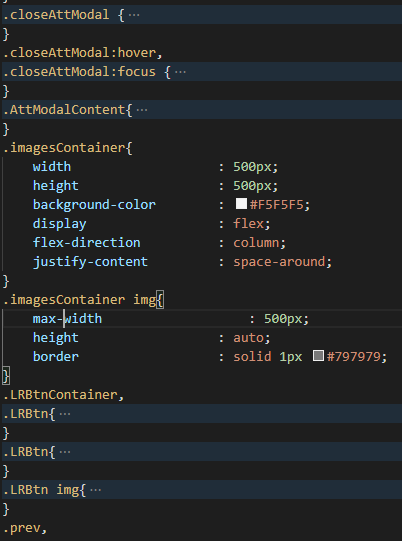 .closeAttModal {···
}
.closeAttModal:hover,
.closeAttModal:focus {···
}
.AttModalContent{···
}
.imagesContainer{
    width                   : 500px;
    height                  : 500px;
    background-color        : #F5F5F5;
    display                 : flex;
    flex-direction          : column;
    justify-content         : space-around;
}
.imagesContainer img{
    max-width                   : 500px;
    height                  : auto;
    border                  : solid 1px #797979;
}
.LRBtnContainer,
.LRBtn{···
}
.LRBtn{···
}
.LRBtn img{···
}
.prev,